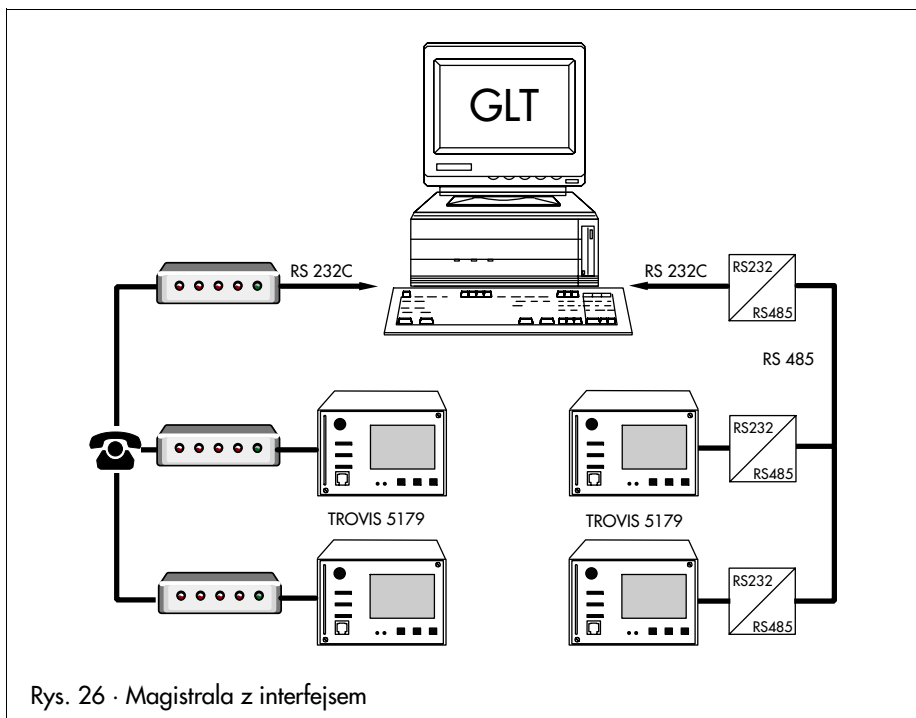 GLT
RS 232C
RS 232C
RS232
RS485
RS 485
RS232
RS485
TROVIS 5179
TROVIS 5179
RS232
RS485
Rys. 26 · Magistrala z interfejsem